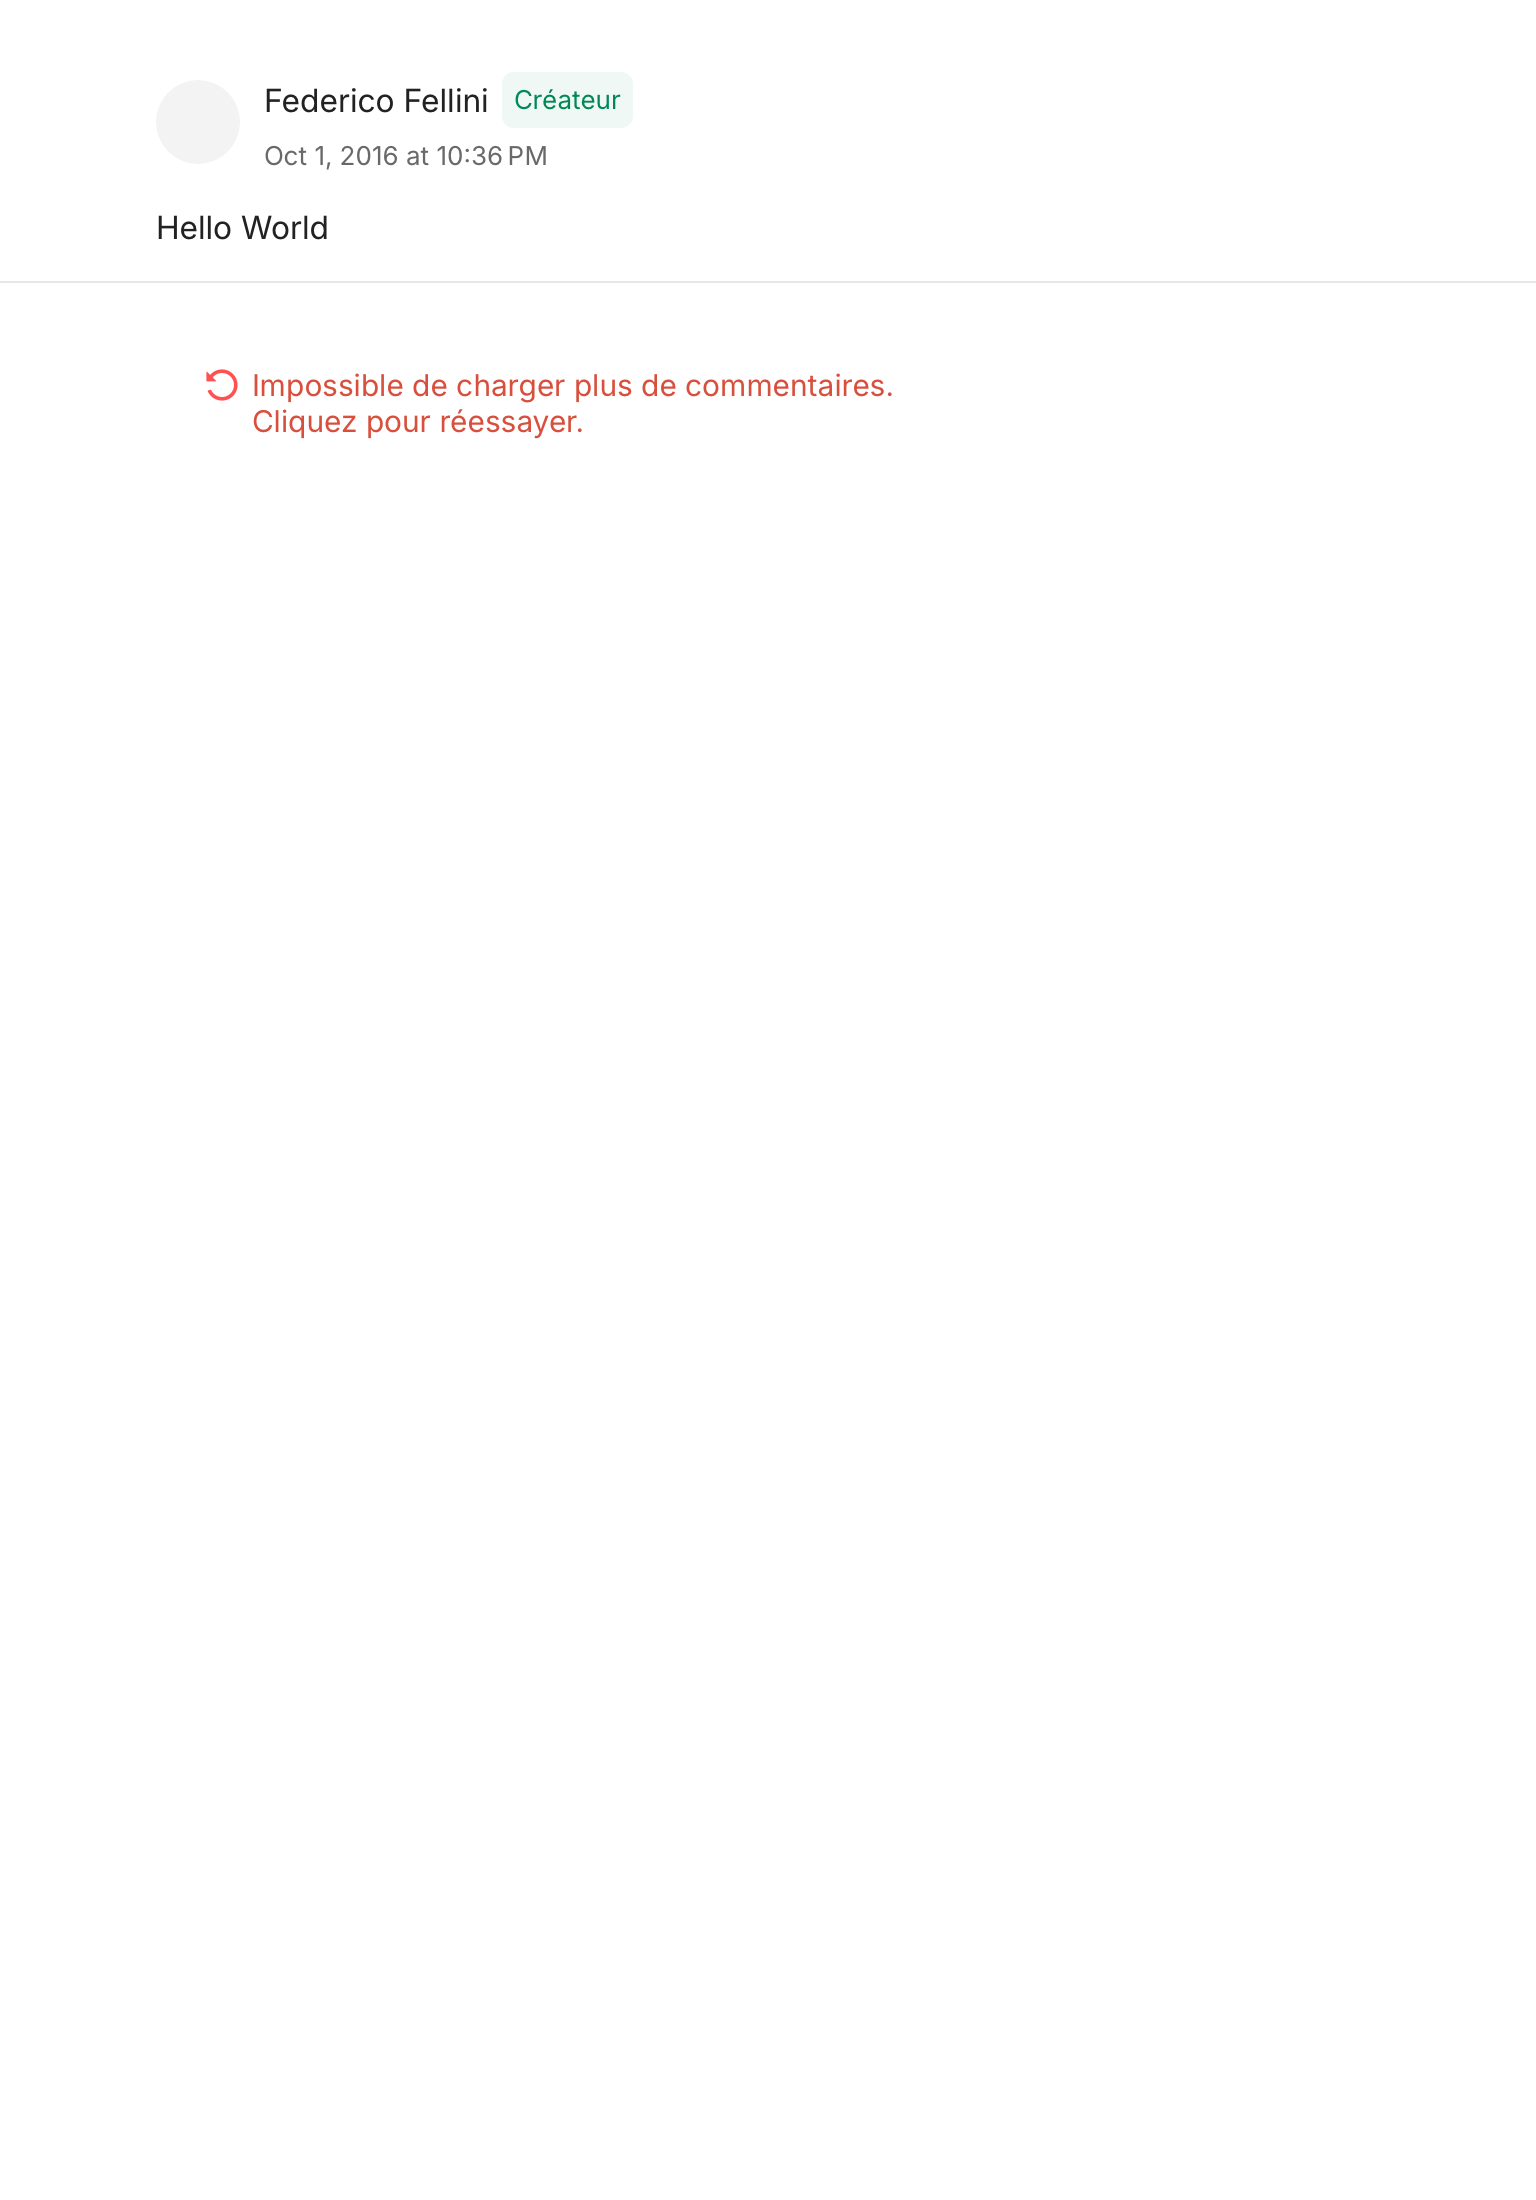 Federico Fellini Créateur
Oct 1, 2016 at 10:36 PM
Hello World
Impossible de charger plus de commentaires.
Cliquez pour réessayer.